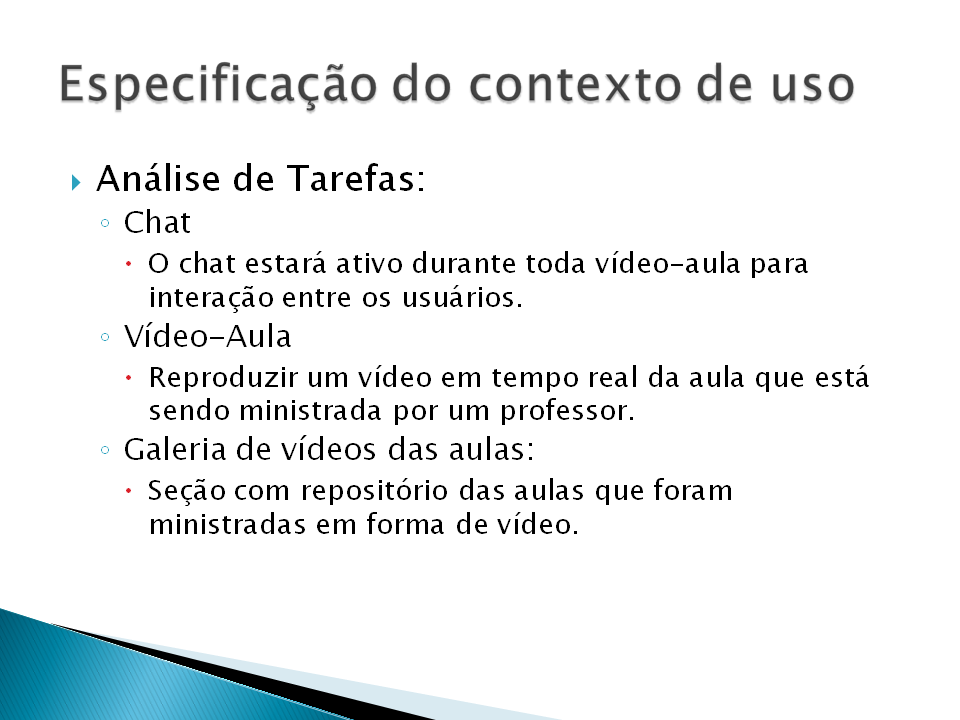 Especificação do contexto de uso
Análise de Tarefas:
Chat
O chat estará ativo durante toda vídeo-aula para
interação entre os usuários.
Vídeo-Aula
Reproduzir um vídeo em tempo real da aula que está
sendo ministrada por um professor.
Galeria de vídeos das aulas:
Seção com repositório das aulas que foram
ministradas em forma de vídeo.